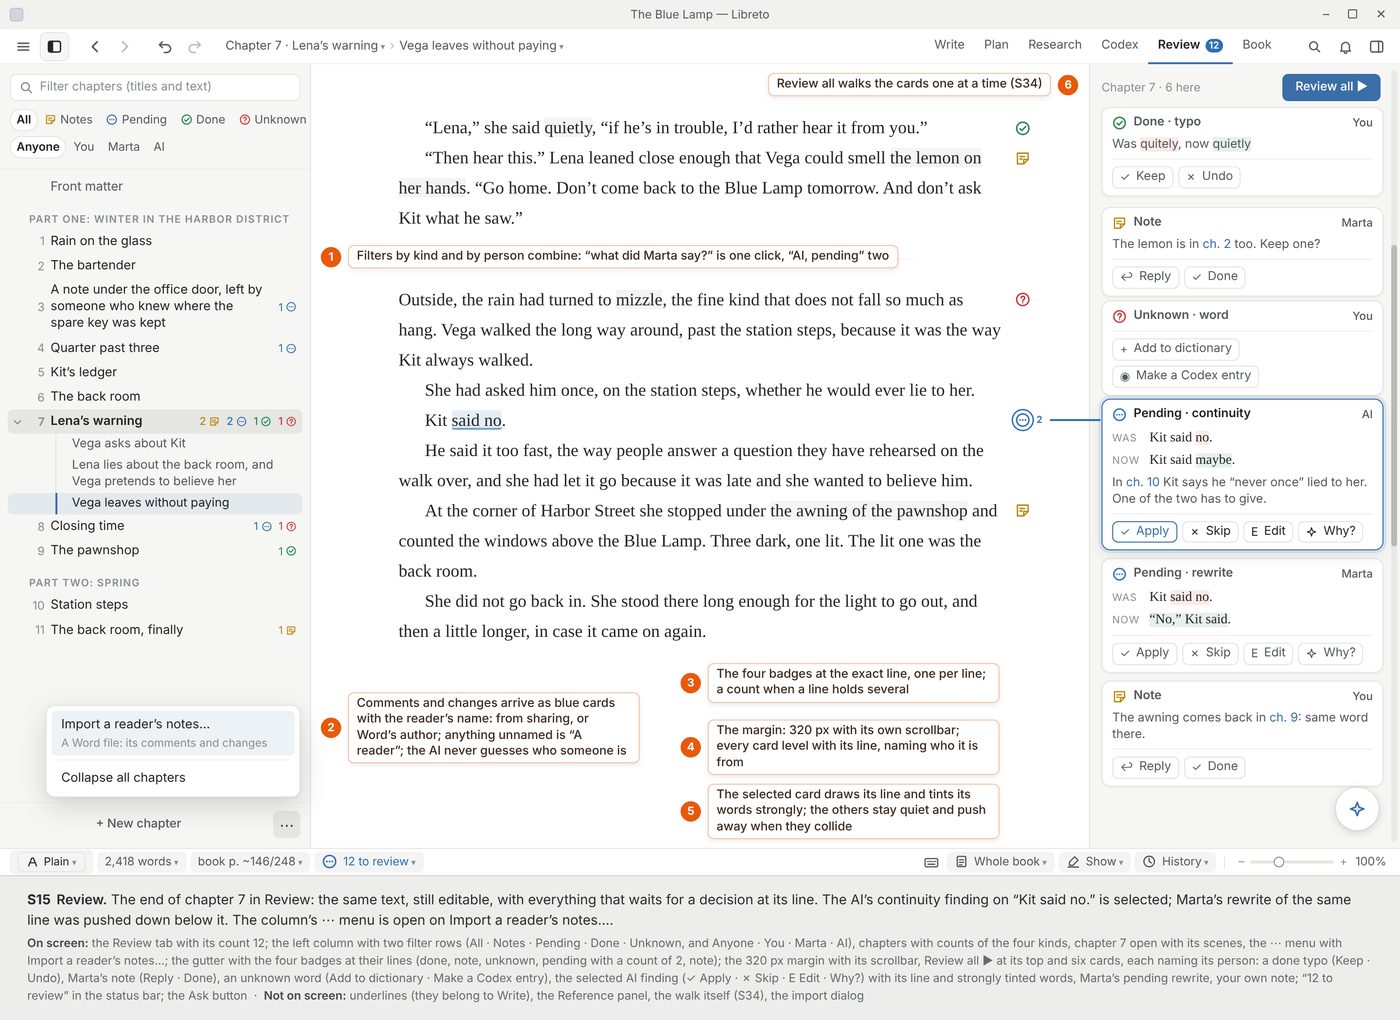 The Blue Lamp — Libreto
Chapter 7 · Lena’s warning ▾ › Vega leaves without paying ▾
Write Plan Research Codex Review 12 Book
Filter chapters (titles and text)
All Notes Pending Done Unknown
Anyone You Marta AI
Front matter
PART ONE: WINTER IN THE HARBOR DISTRICT
1 Rain on the glass
2 The bartender
3 A note under the office door, left by
someone who knew where the
spare key was kept
1
4 Quarter past three 1
5 Kit’s ledger
6 The back room
7 Lena’s warning 2 2 1 1
Vega asks about Kit
Lena lies about the back room, and
Vega pretends to believe her
Vega leaves without paying
8 Closing time 1 1
9 The pawnshop 1
PART TWO: SPRING
10 Station steps
11 The back room, finally 1
Import a reader’s notes...
A Word file: its comments and changes
Collapse all chapters
+ New chapter ...
Review all walks the cards one at a time (S34) 6
“Lena,” she said quietly, “if he’s in trouble, I’d rather hear it from you.”
“Then hear this.” Lena leaned close enough that Vega could smell the lemon on
her hands. “Go home. Don’t come back to the Blue Lamp tomorrow. And don’t ask
Kit what he saw.”
1 Filters by kind and by person combine: “what did Marta say?” is one click, “AI, pending” two
Outside, the rain had turned to mizzle, the fine kind that does not fall so much as
hang. Vega walked the long way around, past the station steps, because it was the way
Kit always walked.
She had asked him once, on the station steps, whether he would ever lie to her.
Kit said no.
2
He said it too fast, the way people answer a question they have rehearsed on the
walk over, and she had let it go because it was late and she wanted to believe him.
At the corner of Harbor Street she stopped under the awning of the pawnshop and
counted the windows above the Blue Lamp. Three dark, one lit. The lit one was the
back room.
She did not go back in. She stood there long enough for the light to go out, and
then a little longer, in case it came on again.
2 Comments and changes arrive as blue cards
with the reader’s name: from sharing, or
Word’s author; anything unnamed is “A
reader”; the AI never guesses who someone is
3 The four badges at the exact line, one per line;
a count when a line holds several
4 The margin: 320 px with its own scrollbar;
every card level with its line, naming who it is
from
5 The selected card draws its line and tints its
words strongly; the others stay quiet and push
away when they collide
Chapter 7 · 6 here Review all ▶
Done · typo You
Was quitely, now quietly
✓ Keep × Undo
Note Marta
The lemon is in ch. 2 too. Keep one?
↩ Reply ✓ Done
Unknown · word You
+ Add to dictionary
◉ Make a Codex entry
Pending · continuity AI
WAS Kit said no.
NOW Kit said maybe.
In ch. 10 Kit says he “never once” lied to her.
One of the two has to give.
✓ Apply × Skip E Edit Why?
Pending · rewrite Marta
WAS Kit said no.
NOW “No,” Kit said.
✓ Apply × Skip E Edit Why?
Note You
The awning comes back in ch. 9: same word
there.
↩ Reply ✓ Done
A Plain ▾ 2,418 words ▾ book p. ~146/248 ▾ 12 to review ▾ Whole book ▾ Show ▾ History ▾ − + 100%
S15 Review. The end of chapter 7 in Review: the same text, still editable, with everything that waits for a decision at its line. The AI’s continuity finding on “Kit said no.” is selected; Marta’s rewrite of the same
line was pushed down below it. The column’s ··· menu is open on Import a reader’s notes....
On screen: the Review tab with its count 12; the left column with two filter rows (All · Notes · Pending · Done · Unknown, and Anyone · You · Marta · AI), chapters with counts of the four kinds, chapter 7 open with its scenes, the ··· menu with
Import a reader’s notes...; the gutter with the four badges at their lines (done, note, unknown, pending with a count of 2, note); the 320 px margin with its scrollbar, Review all ▶ at its top and six cards, each naming its person: a done typo (Keep ·
Undo), Marta’s note (Reply · Done), an unknown word (Add to dictionary · Make a Codex entry), the selected AI finding (✓ Apply · × Skip · E Edit · Why?) with its line and strongly tinted words, Marta’s pending rewrite, your own note; “12 to
review” in the status bar; the Ask button · Not on screen: underlines (they belong to Write), the Reference panel, the walk itself (S34), the import dialog